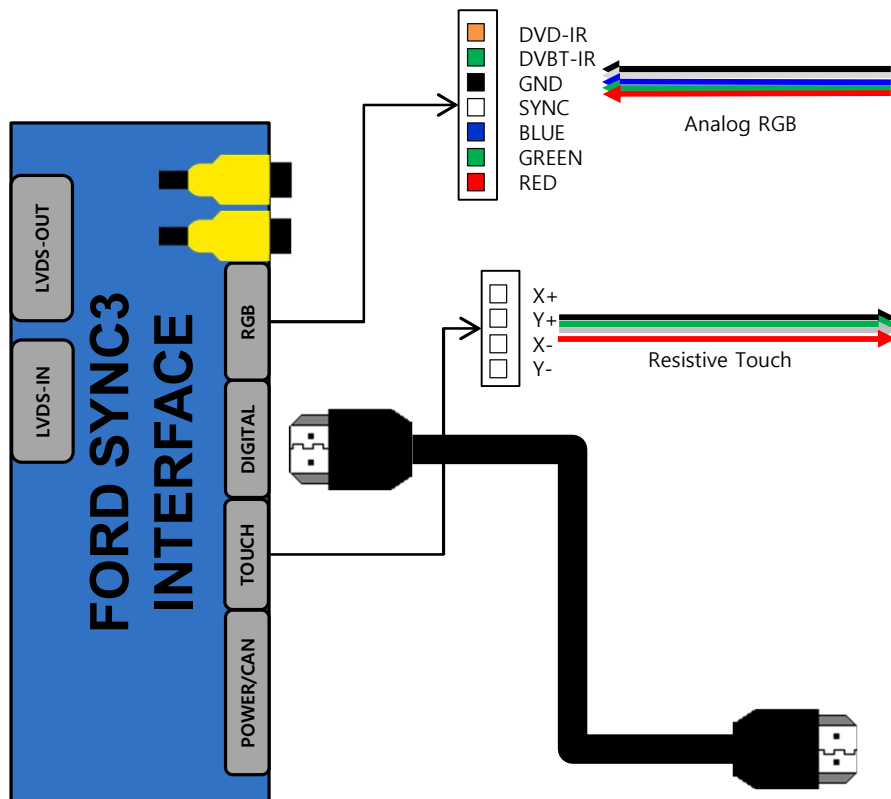 DVD-IR
DVBT-IR
GND
SYNC
BLUE
GREEN
RED
Analog RGB
LVDS-OUT
LVDS-IN
FORD SYNC3
INTERFACE
RGB
DIGITAL
TOUCH
POWER/CAN
X+
Y+
X-
Y-
Resistive Touch